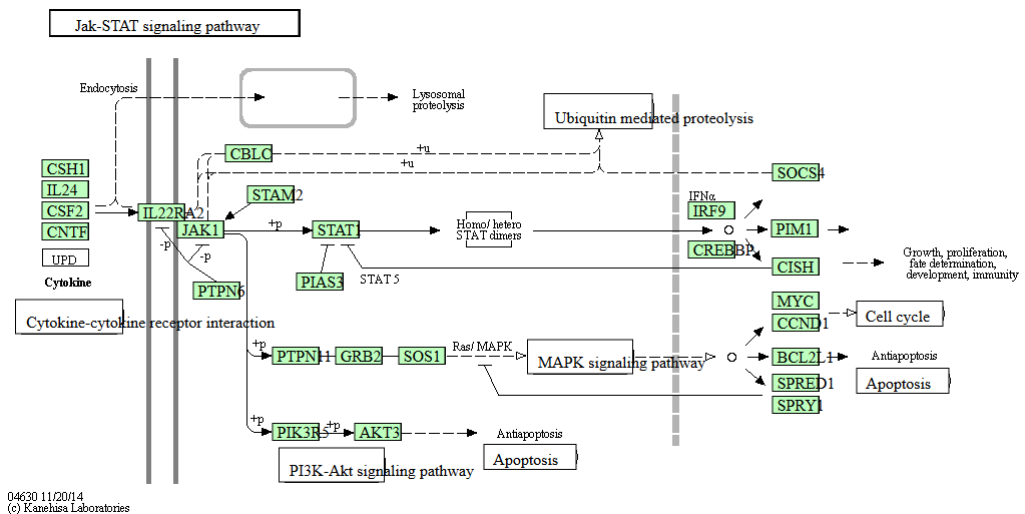 Jak-STAT signaling pathway
Endocytosis
Lysosomal
proteolysis
Ubiquitin mediated proteolysis
CBLC
+u
+u
CSH1
IL24
CSF2
CNTF
UPD
Cytokine
Cytokine-cytokine receptor interaction
IL22RA2
JAK1
STAM2
+p
STAT1
-p
-p
PTPN6
PIAS3
STAT5
Homo/ hetero
STAT dimers
SOCS4
IFNα
IRF9
CREBBP
PIM1
CISH
Growth, proliferation,
fate determination,
development, immunity
MYC
CCND1
Cell cycle
+p
PTPN11
GRB2
SOS1
Ras/ MAPK
MAPK signaling pathway
BCL2L1
Antiapoptosis
Apoptosis
SPRED1
SPRY1
+p
PIK3R5
+p
AKT3
Antiapoptosis
Apoptosis
PI3K-Akt signaling pathway
04630 11/20/14
(c) Kanehisa Laboratories